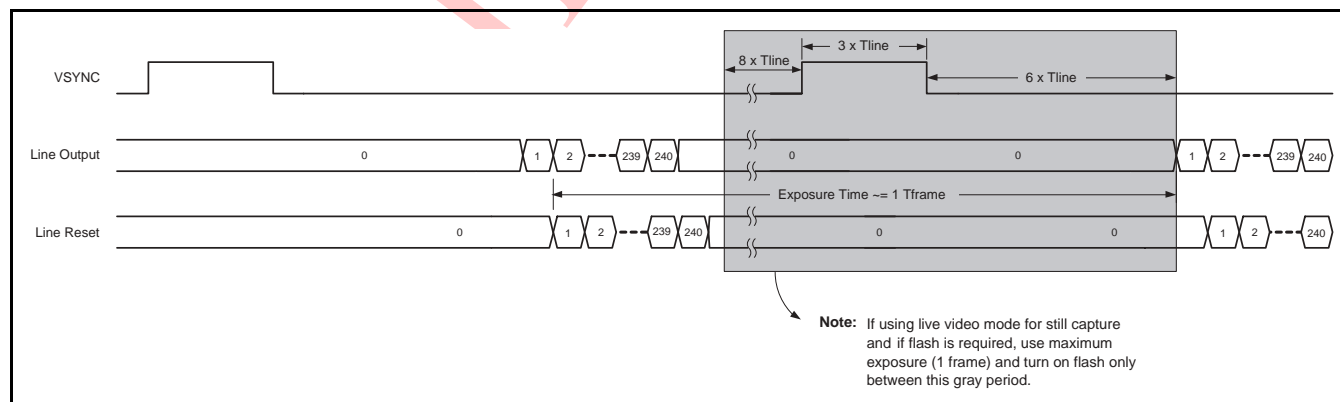 3 x Tline
8 x Tline
VSYNC
6 x Tline
Line Output
0 1 2 239 240 0 0 1 2 239 240
Exposure Time ~= 1 Tframe
Line Reset
0 1 2 239 240 0 0 1 2 240
Note: If using live video mode for still capture
and if flash is required, use maximum
exposure (1 frame) and turn on flash only
between this gray period.